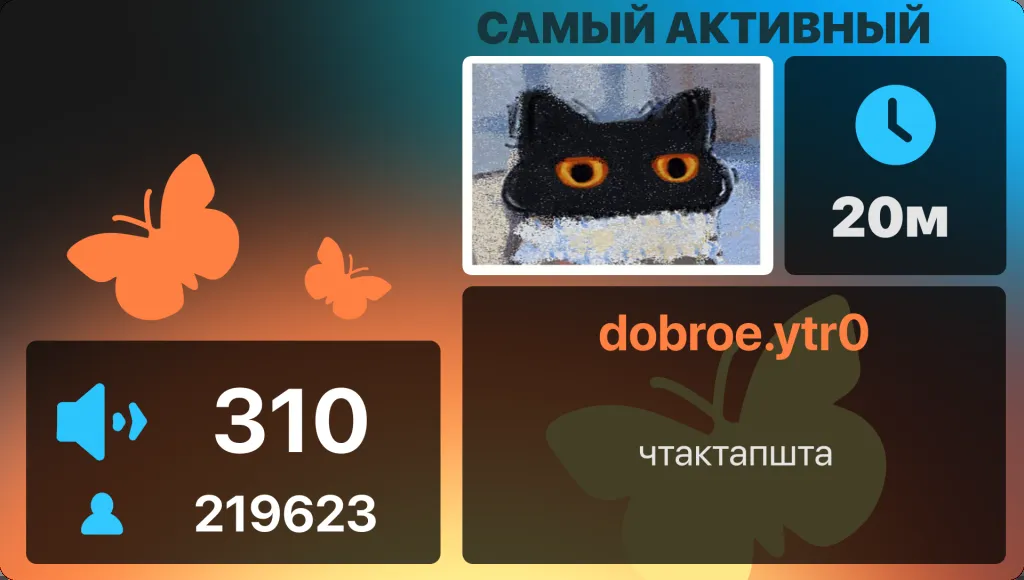 САМЫЙ АКТИВНЫЙ
20м
dobroe.ytr0
чтактапшта
310
219623